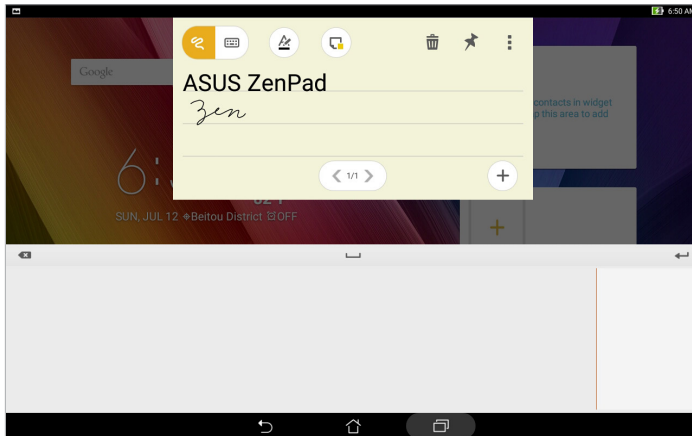 6:50 AM
Google
ASUS ZenPad
Zen
contacts in widget
p this area to add
1/1
6:
SUN, JUL 12 Beitou District OFF